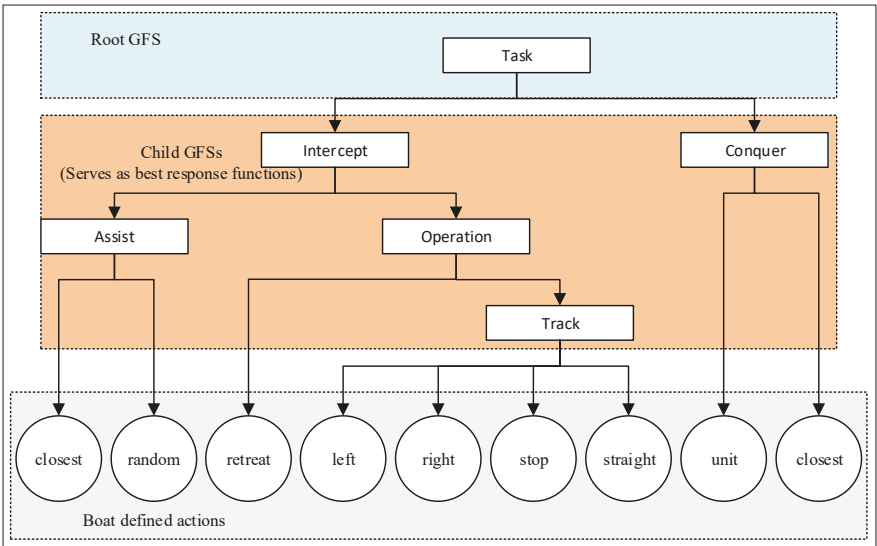 Root GFS
Task
Child GFSs
(Serves as best response functions)
Intercept
Conquer
Assist
Operation
Track
closest
random
retreat
left
right
stop
straight
unit
closest
Boat defined actions